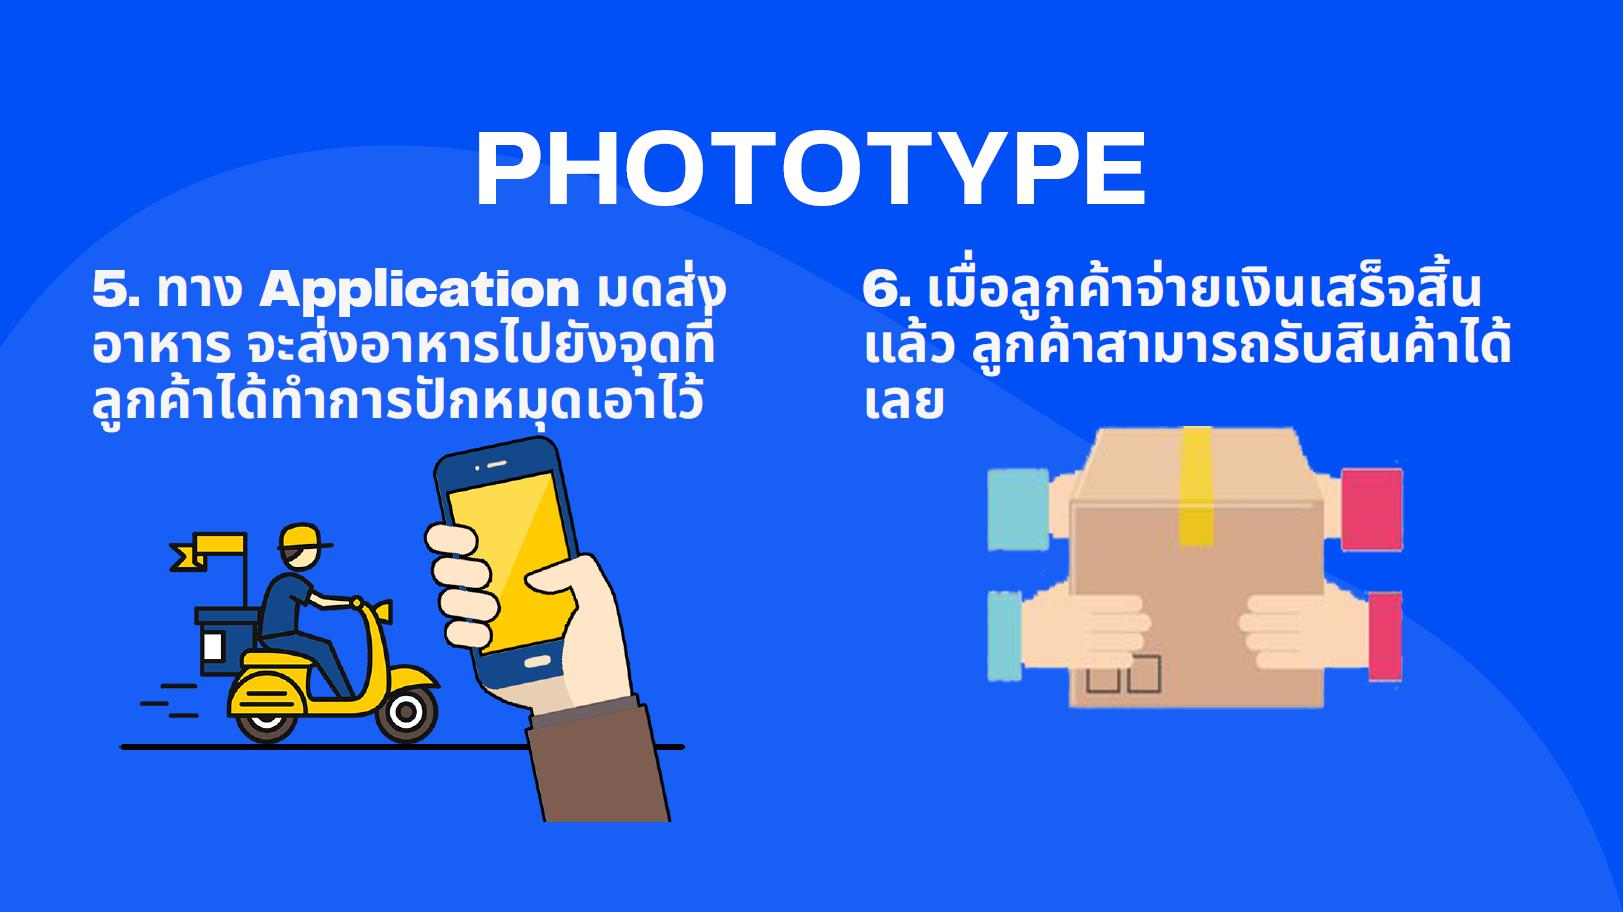 PHOTOTYPE
5. ทาง Application มดส่ง
อาหาร จะส่งอาหารไปยังจุดที่
ลูกค้าได้ทำการปักหมุดเอาไว้
6. เมื่อลูกค้าจ่ายเงินเสร็จสิ้น
แล้ว ลูกค้าสามารถรับสินค้าได้
เลย